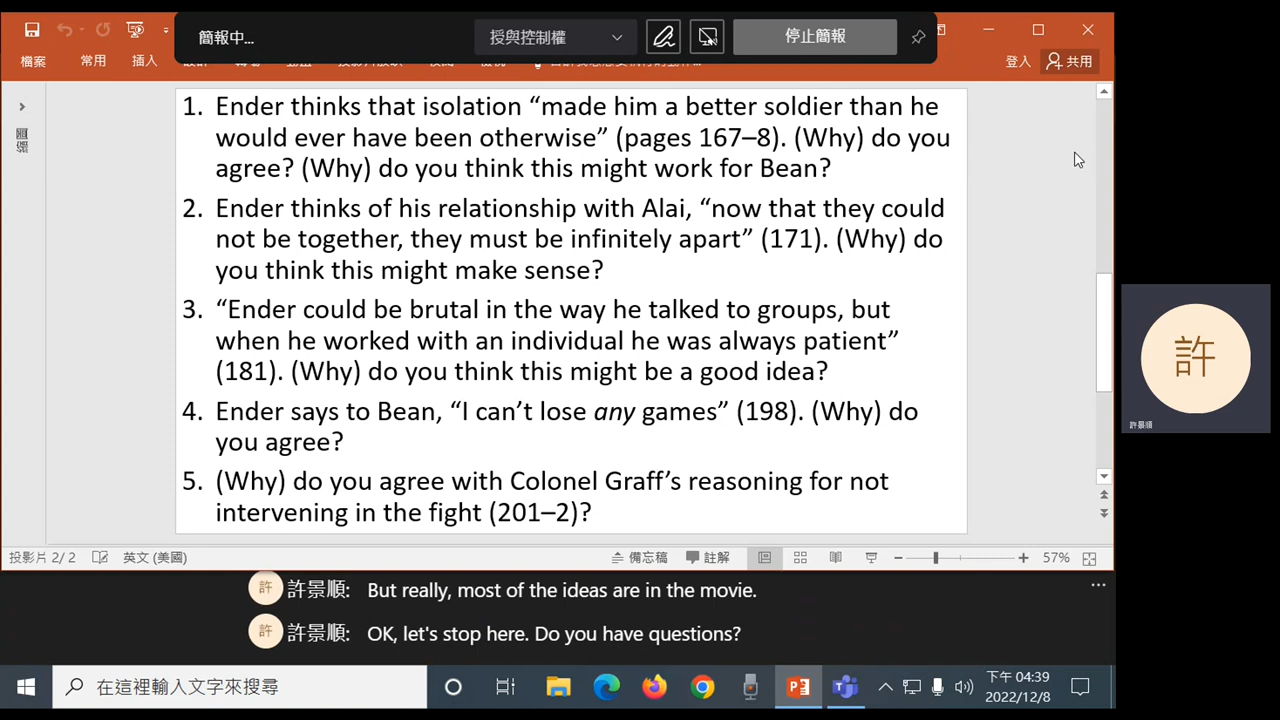 簡報中...
授與控制權
停止簡報
檔案
常用
插入
登入
共用
1. Ender thinks that isolation “made him a better soldier than he
would ever have been otherwise” (pages 167–8). (Why) do you
agree? (Why) do you think this might work for Bean?
2. Ender thinks of his relationship with Alai, “now that they could
not be together, they must be infinitely apart” (171). (Why) do
you think this might make sense?
3. “Ender could be brutal in the way he talked to groups, but
when he worked with an individual he was always patient”
(181). (Why) do you think this might be a good idea?
4. Ender says to Bean, “I can’t lose any games” (198). (Why) do
you agree?
5. (Why) do you agree with Colonel Graff’s reasoning for not
intervening in the fight (201–2)?
許
許景順
投影片 2/2
英文 (美國)
備忘稿
註解
57%
許 許景順: But really, most of the ideas are in the movie.
許 許景順: OK, let's stop here. Do you have questions?
在這裡輸入文字來搜尋
下午 04:39
2022/12/8